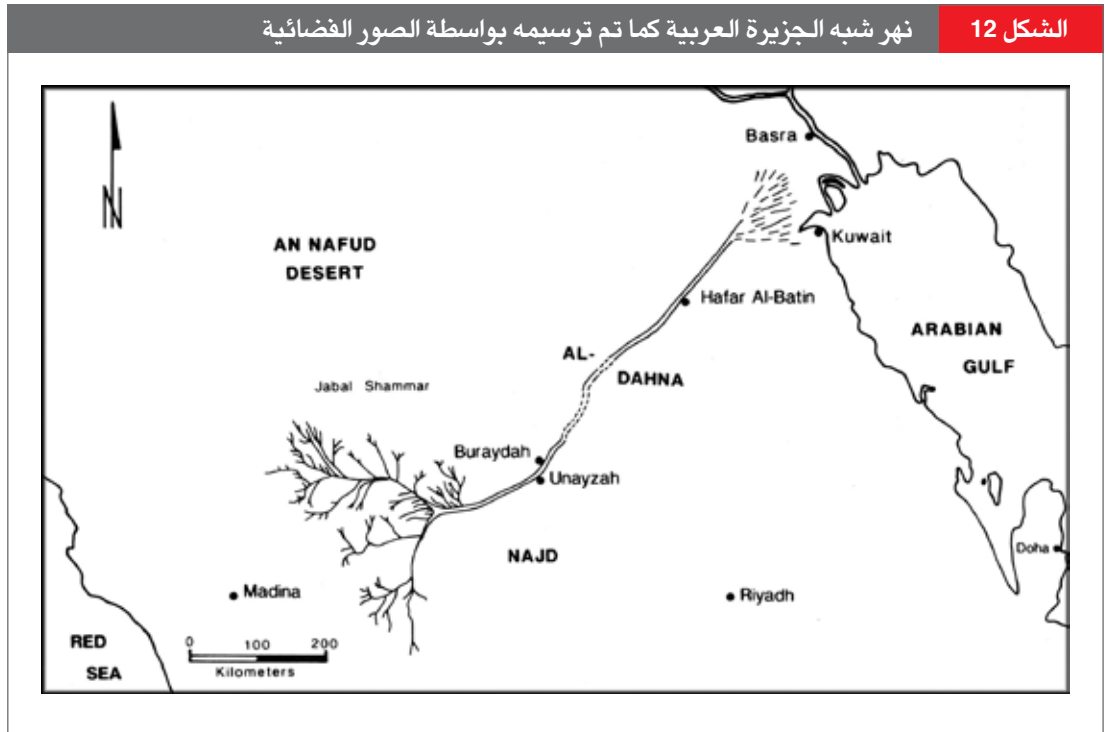 الشكل 12 نهر شبه الجزيرة العربية كما تم ترسيمه بواسطة الصور الفضائية
N
Basra
AN NAFUD
DESERT
Kuwait
Hafar Al-Batin
ARABIAN
GULF
AL-
DAHNA
Jabal Shammar
Buraydah
Unayzah
NAJD
Doha
Madina
Riyadh
RED
SEA
0 100 200
Kilometers